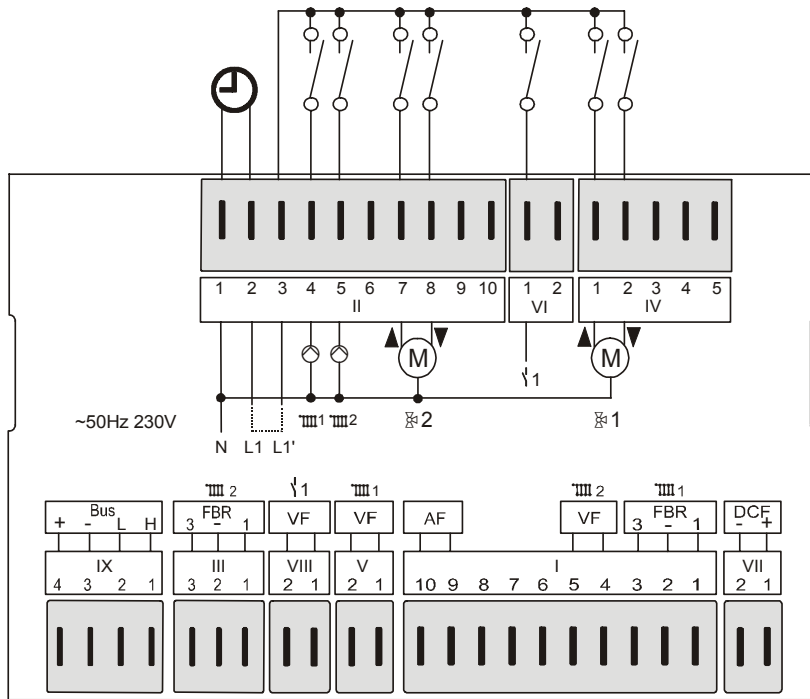 1 2 3 4 5 6 7 8 9 10 1 2 1 2 3 4 5
II VI IV
M M
1
~50Hz 230V
1 2 2 1
N L1 L1'
2 1 1 2 1
Bus FBR VF VF AF VF FBR DCF
+ - L H 3 - 1 3 - 1 - +
IX III VIII V I VII
4 3 2 1 3 2 1 2 1 2 1 10 9 8 7 6 5 4 3 2 1 2 1